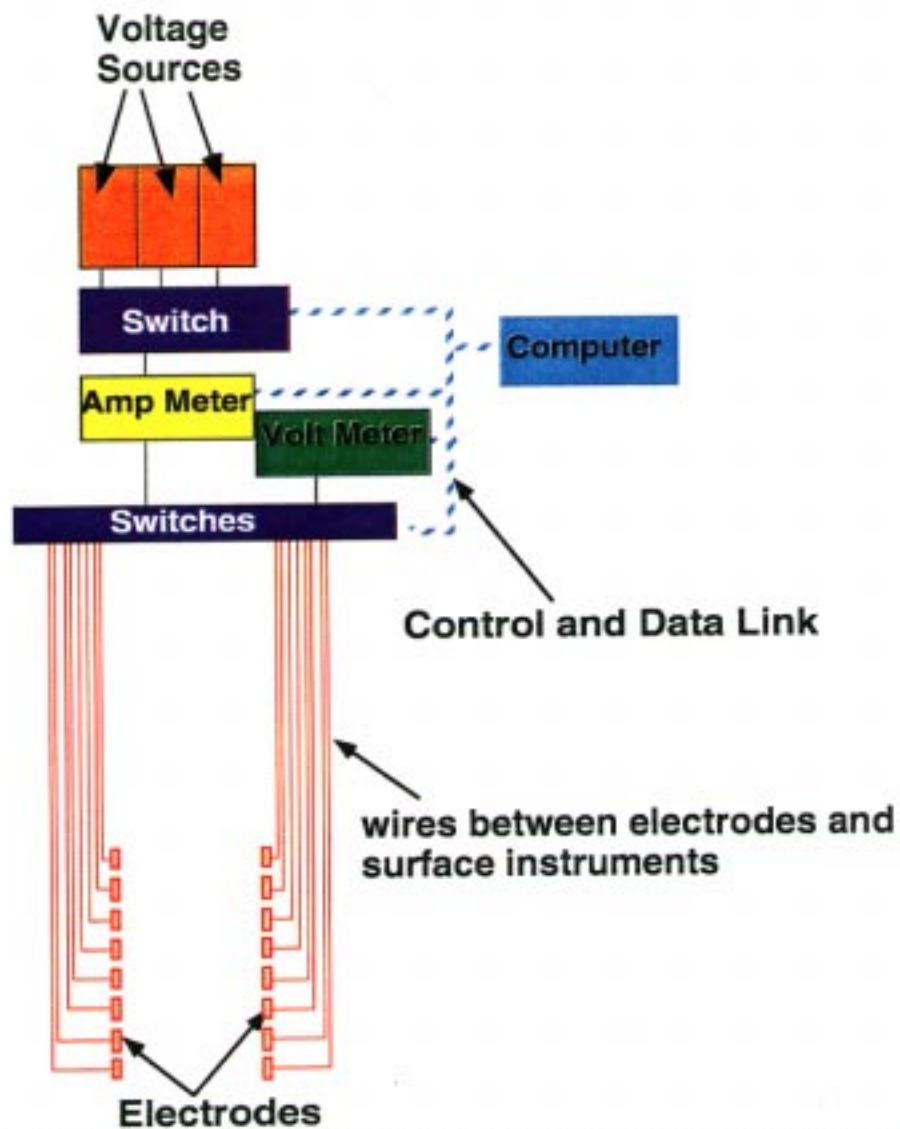 Voltage
Sources
Switch
Computer
Amp Meter
Volt Meter
Switches
Control and Data Link
wires between electrodes and
surface instruments
Electrodes